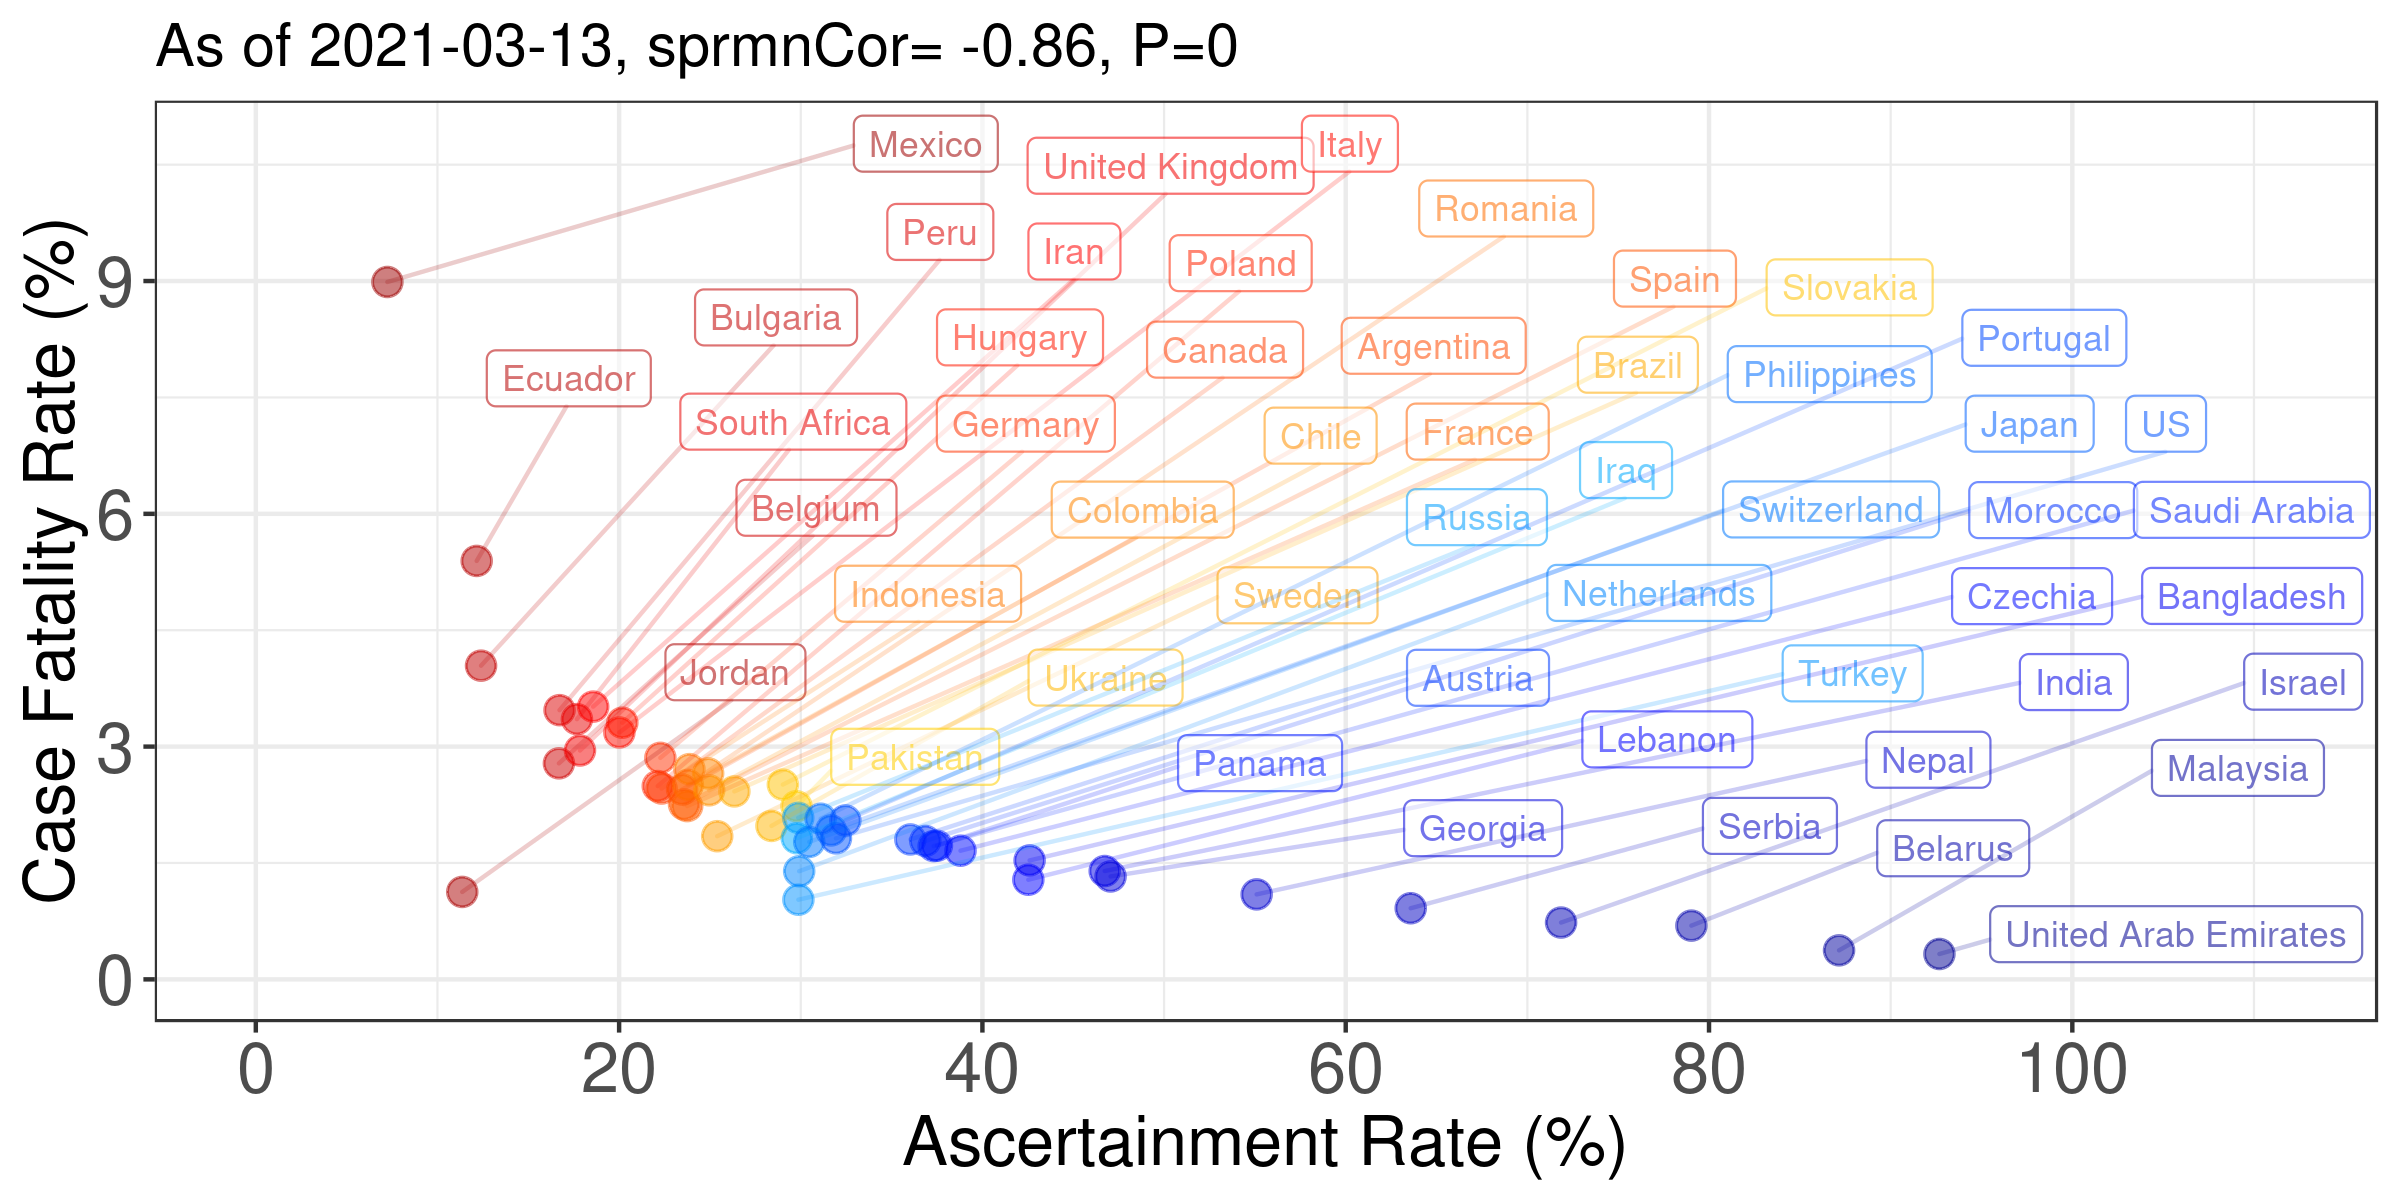 As of 2021-03-13, sprmnCor= -0.86, P=0
Case Fatality Rate (%)
9
6
3
0
Mexico
United Kingdom
Italy
Romania
Peru
Iran
Poland
Spain
Slovakia
Bulgaria
Hungary
Canada
Argentina
Brazil
Portugal
Philippines
Ecuador
South Africa
Germany
Chile
France
Japan
US
Iraq
Belgium
Colombia
Russia
Switzerland
Morocco
Saudi Arabia
Indonesia
Sweden
Netherlands
Czechia
Bangladesh
Jordan
Ukraine
Austria
Turkey
India
Israel
Pakistan
Panama
Lebanon
Nepal
Malaysia
Georgia
Serbia
Belarus
United Arab Emirates
0
20
40
60
80
100
Ascertainment Rate (%)